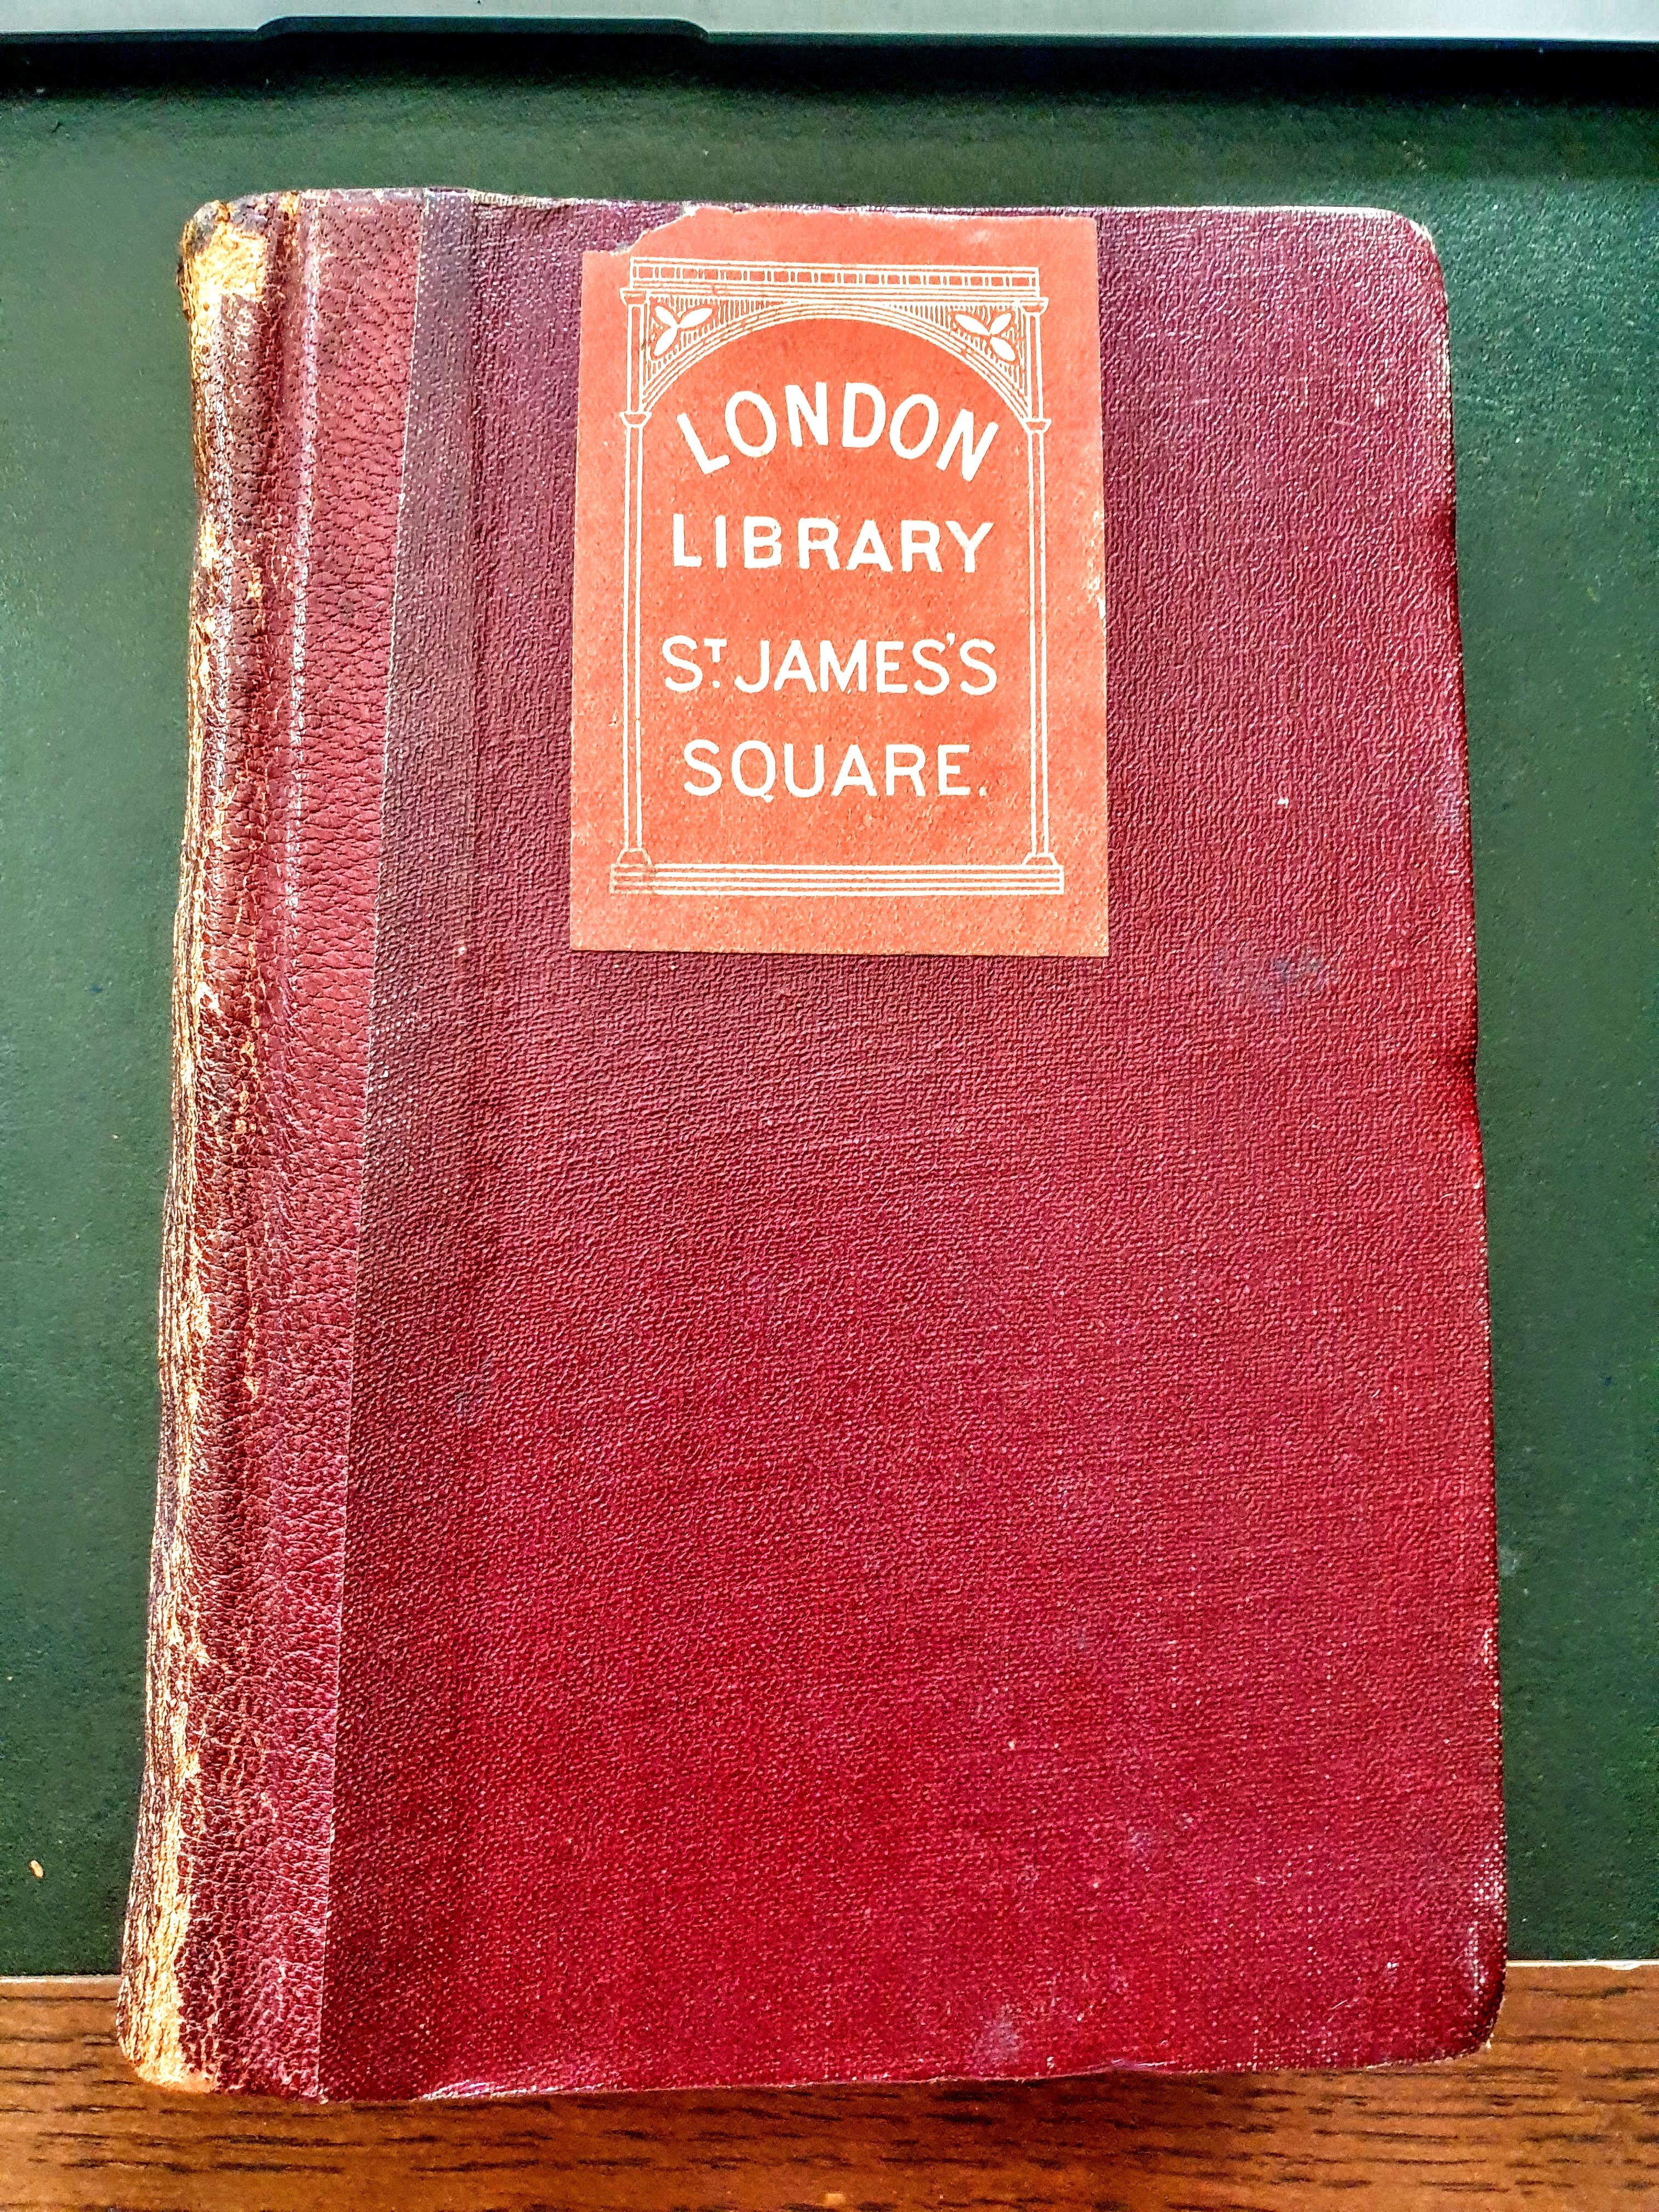 LONDON
LIBRARY
ST. JAMES'S
SQUARE.